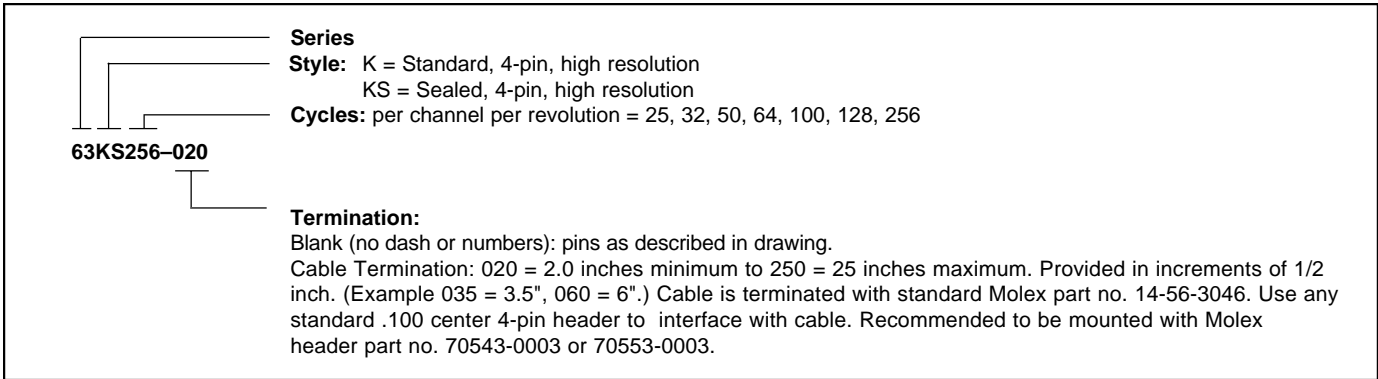 Series
Style: K = Standard, 4-pin, high resolution
KS = Sealed, 4-pin, high resolution
Cycles: per channel per revolution = 25, 32, 50, 64, 100, 128, 256
63KS256–020
Termination:
Blank (no dash or numbers): pins as described in drawing.
Cable Termination: 020 = 2.0 inches minimum to 250 = 25 inches maximum. Provided in increments of 1/2
inch. (Example 035 = 3.5", 060 = 6".) Cable is terminated with standard Molex part no. 14-56-3046. Use any
standard .100 center 4-pin header to interface with cable. Recommended to be mounted with Molex
header part no. 70543-0003 or 70553-0003.